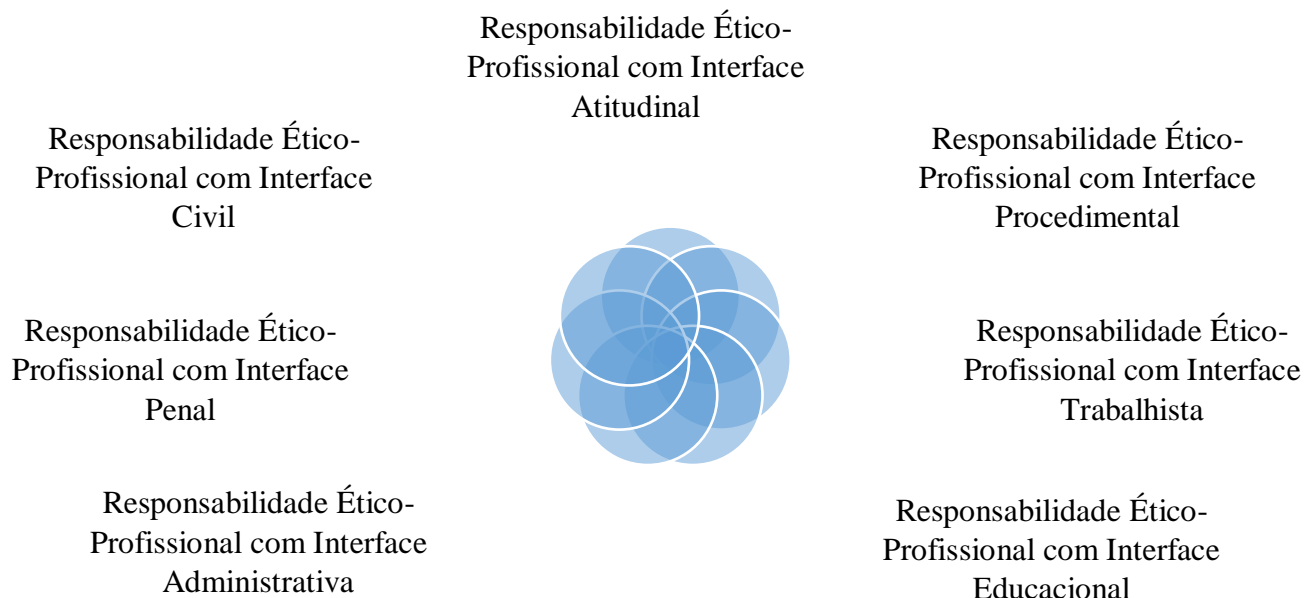 Responsabilidade Ético-
Profissional com Interface
Atitudinal
Responsabilidade Ético-
Profissional com Interface
Civil
Responsabilidade Ético-
Profissional com Interface
Procedimental
Responsabilidade Ético-
Profissional com Interface
Penal
Responsabilidade Ético-
Profissional com Interface
Trabalhista
Responsabilidade Ético-
Profissional com Interface
Administrativa
Responsabilidade Ético-
Profissional com Interface
Educacional